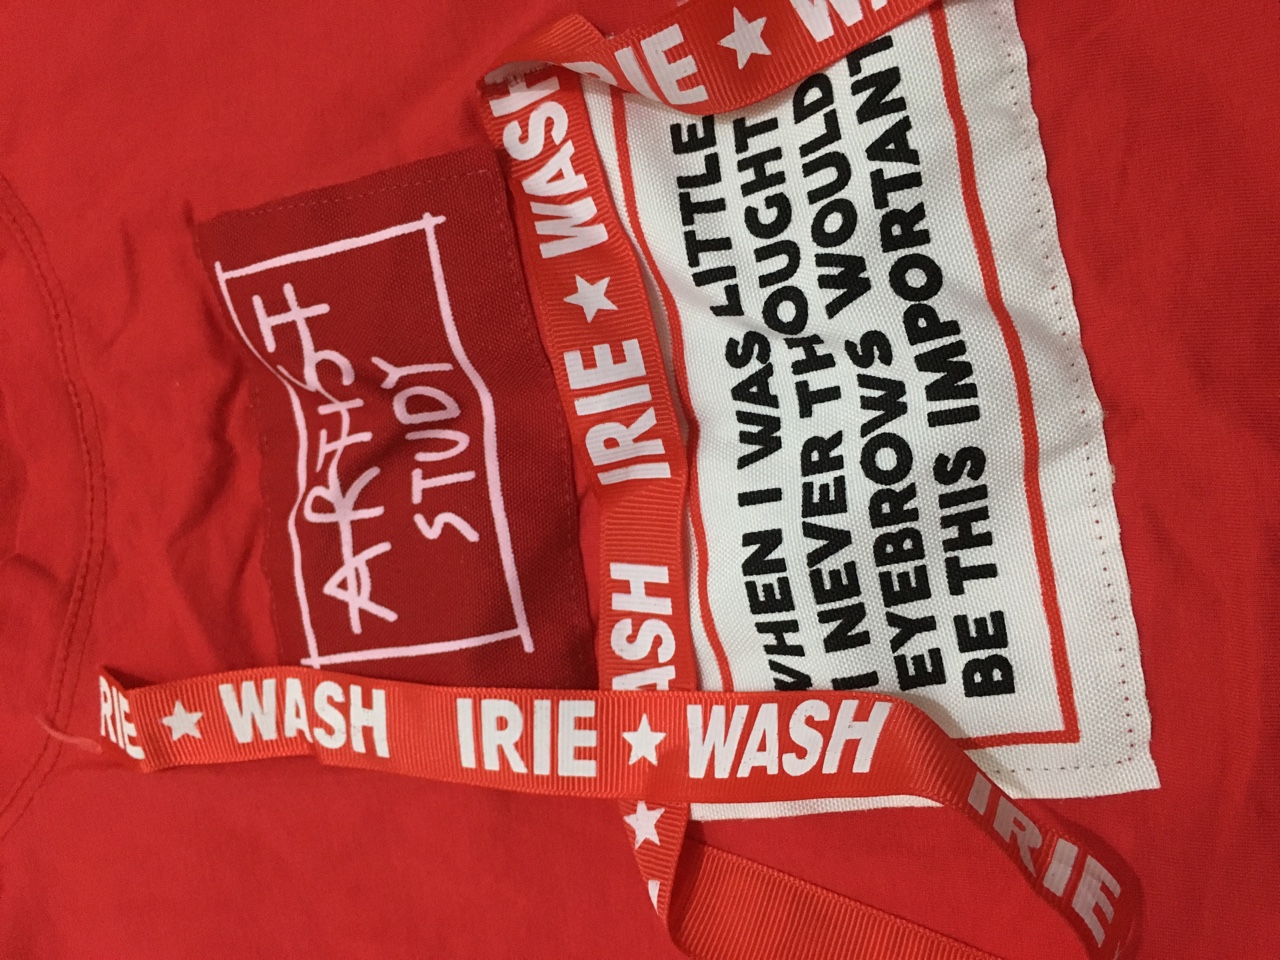 ARTIST
STUDY
WHEN I WAS LITTLE
I NEVER THOUGHT
EYEBROWS WOULD
BE THIS IMPORTANT
IRIE ★ WASH IRIE ★ WASH IRIE
★ WASH IRIE ★ WASH
IRIE ★